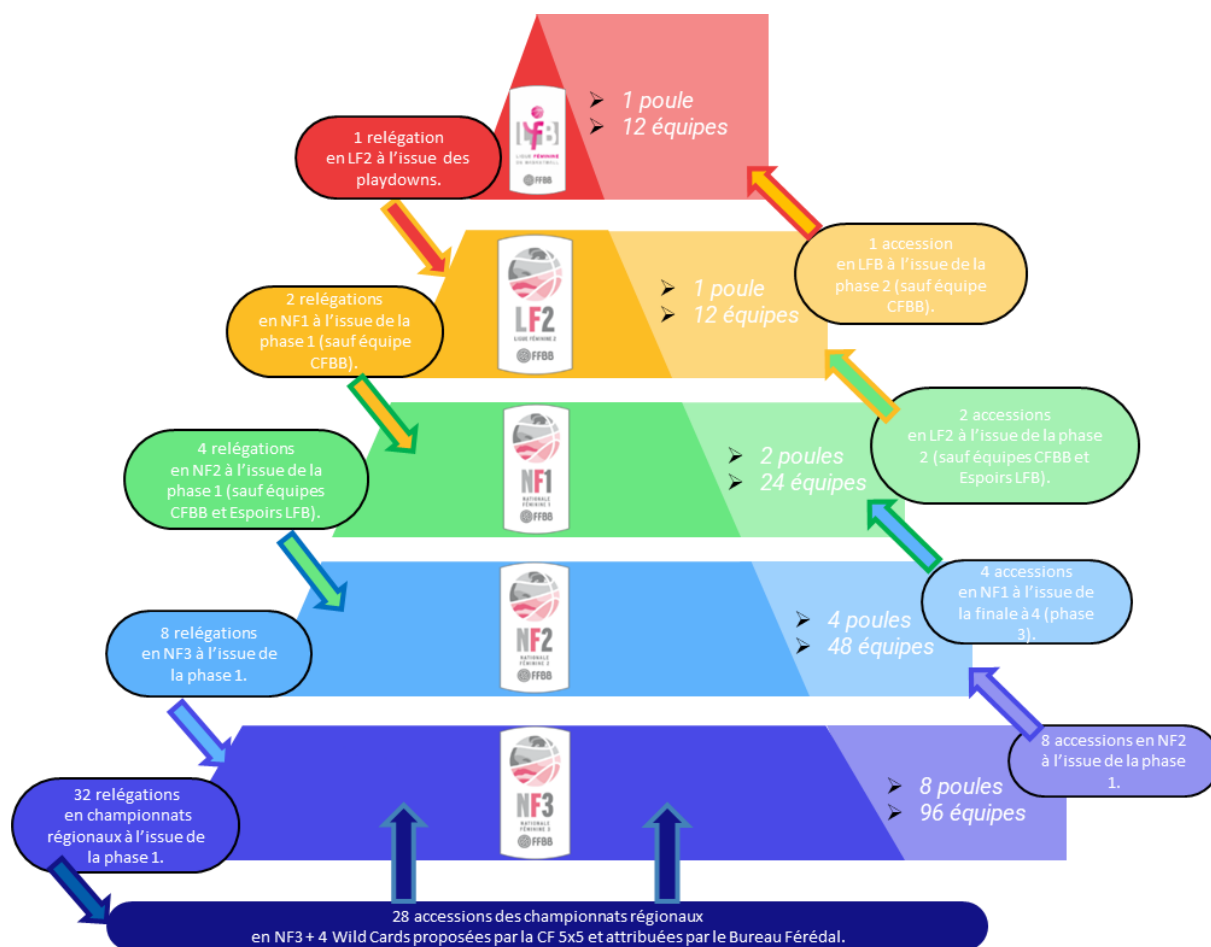 1 poule
12 équipes
LFB
LIGUE FÉMININE
DE BASKETBALL
FFBB
1 relégation
en LF2 à l'issue des
playdowns.
1 accession
en LFB à l'issue de la
phase 2 (sauf équipe
CFBB).
1 poule
12 équipes
LF2
LIGUE FÉMININE 2
FFBB
2 relégations
en NF1 à l'issue de la
phase 1 (sauf équipe
CFBB).
2 accessions
en LF2 à l'issue de la phase
2 (sauf équipes CFBB et
Espoirs LFB).
2 poules
24 équipes
NF1
NATIONALE
FÉMININE 1
FFBB
4 relégations
en NF2 à l'issue de la
phase 1 (sauf équipes
CFBB et Espoirs LFB).
4 accessions
en NF1 à l'issue de
la finale à 4 (phase
3).
4 poules
48 équipes
NF2
NATIONALE
FÉMININE 2
FFBB
8 relégations
en NF3 à l'issue de
la phase 1.
8 accessions en NF2
à l'issue de la phase
1.
8 poules
96 équipes
NF3
NATIONALE
FÉMININE 3
FFBB
32 relégations
en championnats
régionaux à l'issue de
la phase 1.
28 accessions des championnats régionaux
en NF3 + 4 Wild Cards proposées par la CF 5x5 et attribuées par le Bureau Férédal.